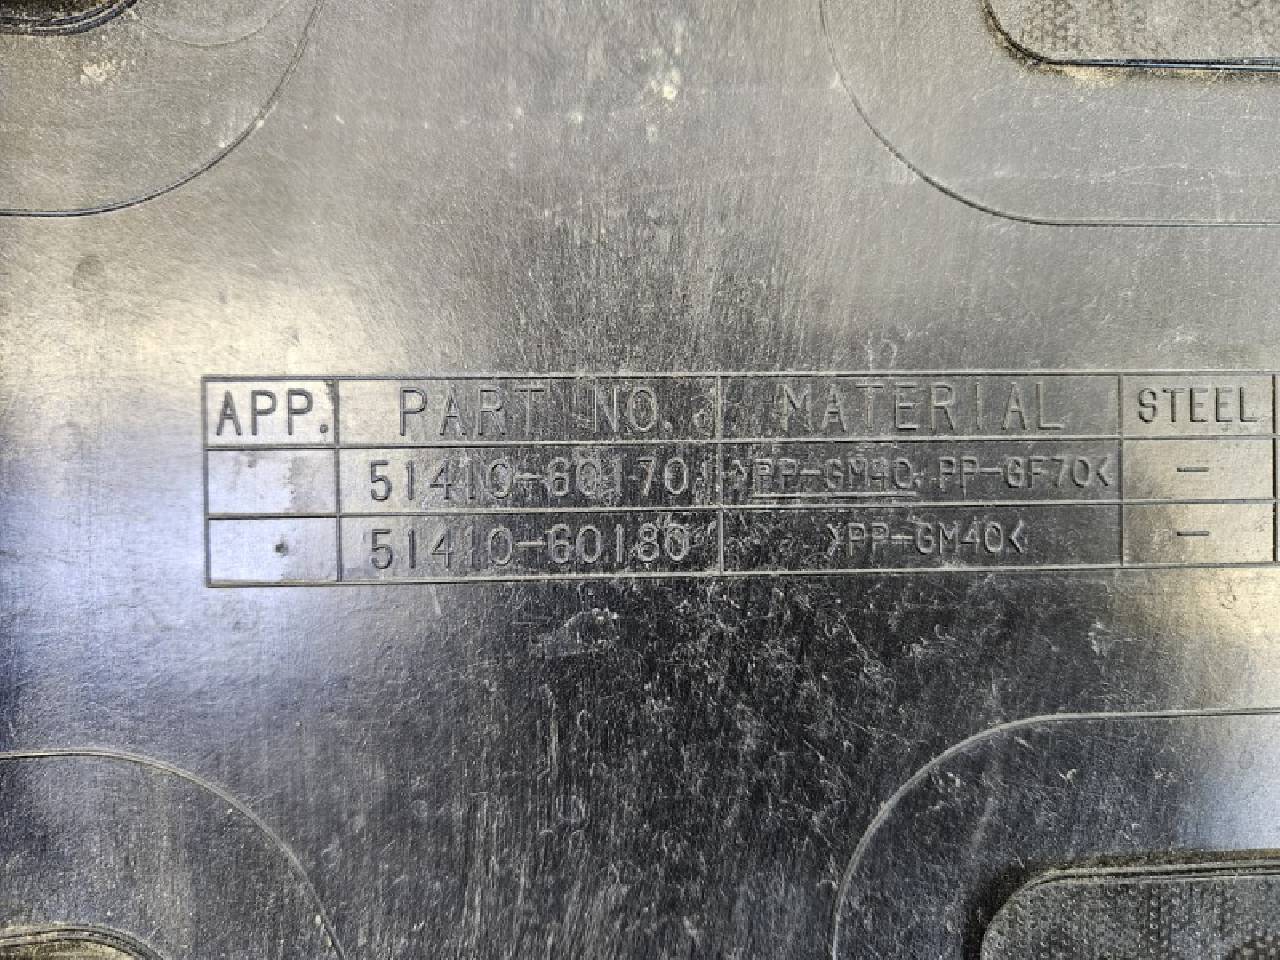 APP. PART NO. MATERIAL STEEL
51410-60170 >PP-GM40, PP-GF70< -
• 51410-60180 >PP-GM40< -